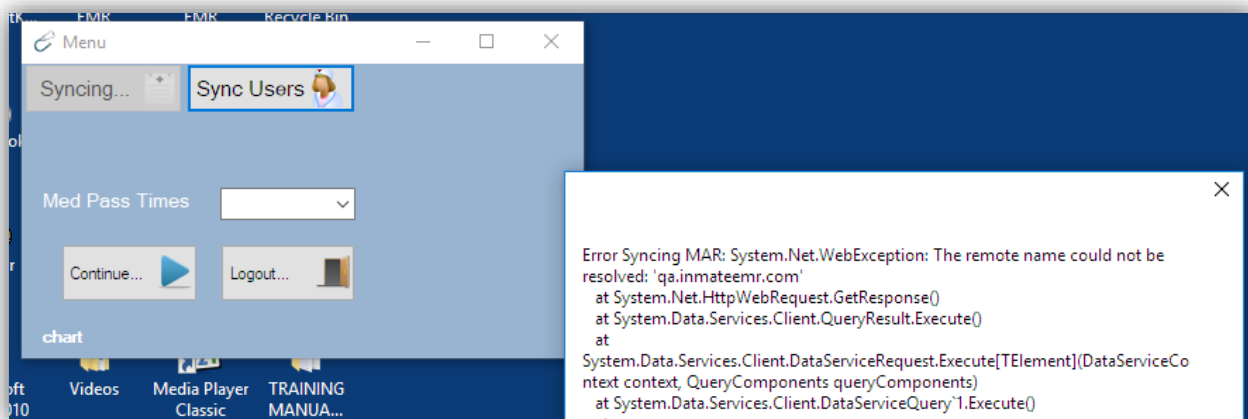 EMR
EMR
Recycle Bin
Menu
Syncing...
Sync Users
Med Pass Times
Continue...
Logout...
chart
Videos
Media Player
Classic
TRAINING
MANUA...
Error Syncing MAR: System.Net.WebException: The remote name could not be
resolved: 'qa.inmateemr.com'
at System.Net.HttpWebRequest.GetResponse()
at System.Data.Services.Client.QueryResult.Execute()
at
System.Data.Services.Client.DataServiceRequest.Execute[TElement](DataServiceCo
ntext context, QueryComponents queryComponents)
at System.Data.Services.Client.DataServiceQuery`1.Execute()